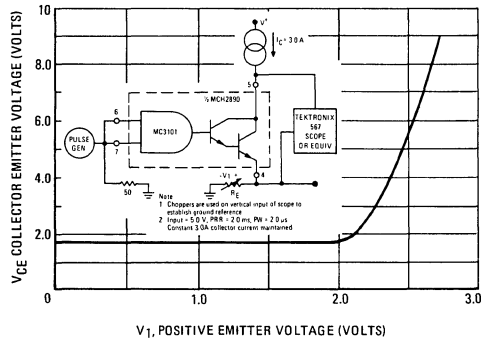 10
8.0
6.0
4.0
2.0
0
1.0
2.0
3.0
VCE COLLECTOR EMITTER VOLTAGE (VOLTS)
V1, POSITIVE EMITTER VOLTAGE (VOLTS)
V+
IC = 3.0 A
5
½ MCH2890
6
MC3101
7
PULSE
GEN
TEKTRONIX
567
SCOPE
OR EQUIV
4
-V1 +
50
RE
Note
1 Choppers are used on vertical input of scope to
establish ground reference
2 Input = 5.0 V, PRR = 2.0 ms, PW = 2.0 µs
Constant 3.0A collector current maintained